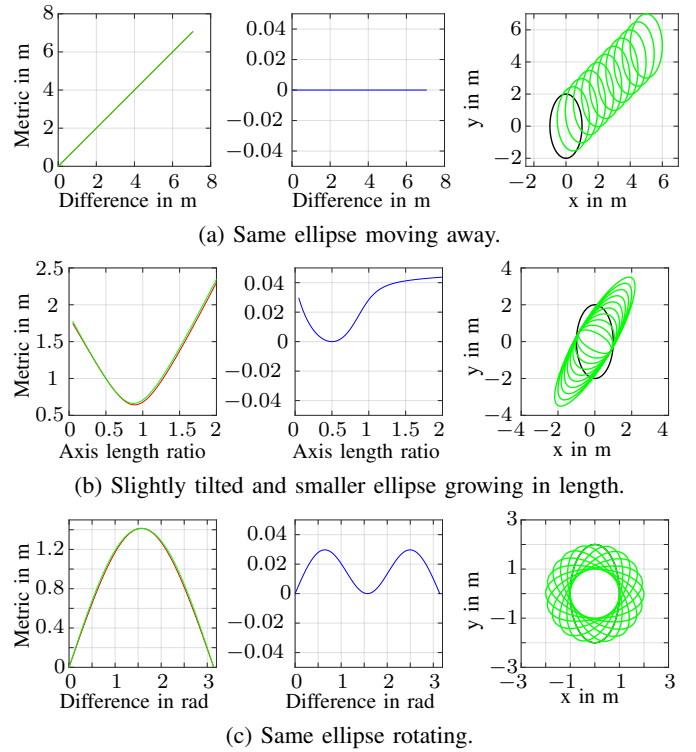 8
6
4
2
0
0 2 4 6 8
Metric in m
Difference in m
0.04
0.02
0
−0.02
−0.04
0 2 4 6 8
Difference in m
6
4
2
0
−2
−2 0 2 4 6
y in m
x in m
(a) Same ellipse moving away.
2.5
2
1.5
1
0.5
0 0.5 1 1.5 2
Metric in m
Axis length ratio
0.04
0.02
0
−0.02
−0.04
0 0.5 1 1.5 2
Axis length ratio
4
2
0
−2
−4
−4 −2 0 2 4
y in m
x in m
(b) Slightly tilted and smaller ellipse growing in length.
1.2
0.8
0.4
0
0 1 2 3
Metric in m
Difference in rad
0.04
0.02
0
−0.02
−0.04
0 1 2 3
Difference in rad
3
1
−1
−3
−3 −1 1 3
y in m
x in m
(c) Same ellipse rotating.